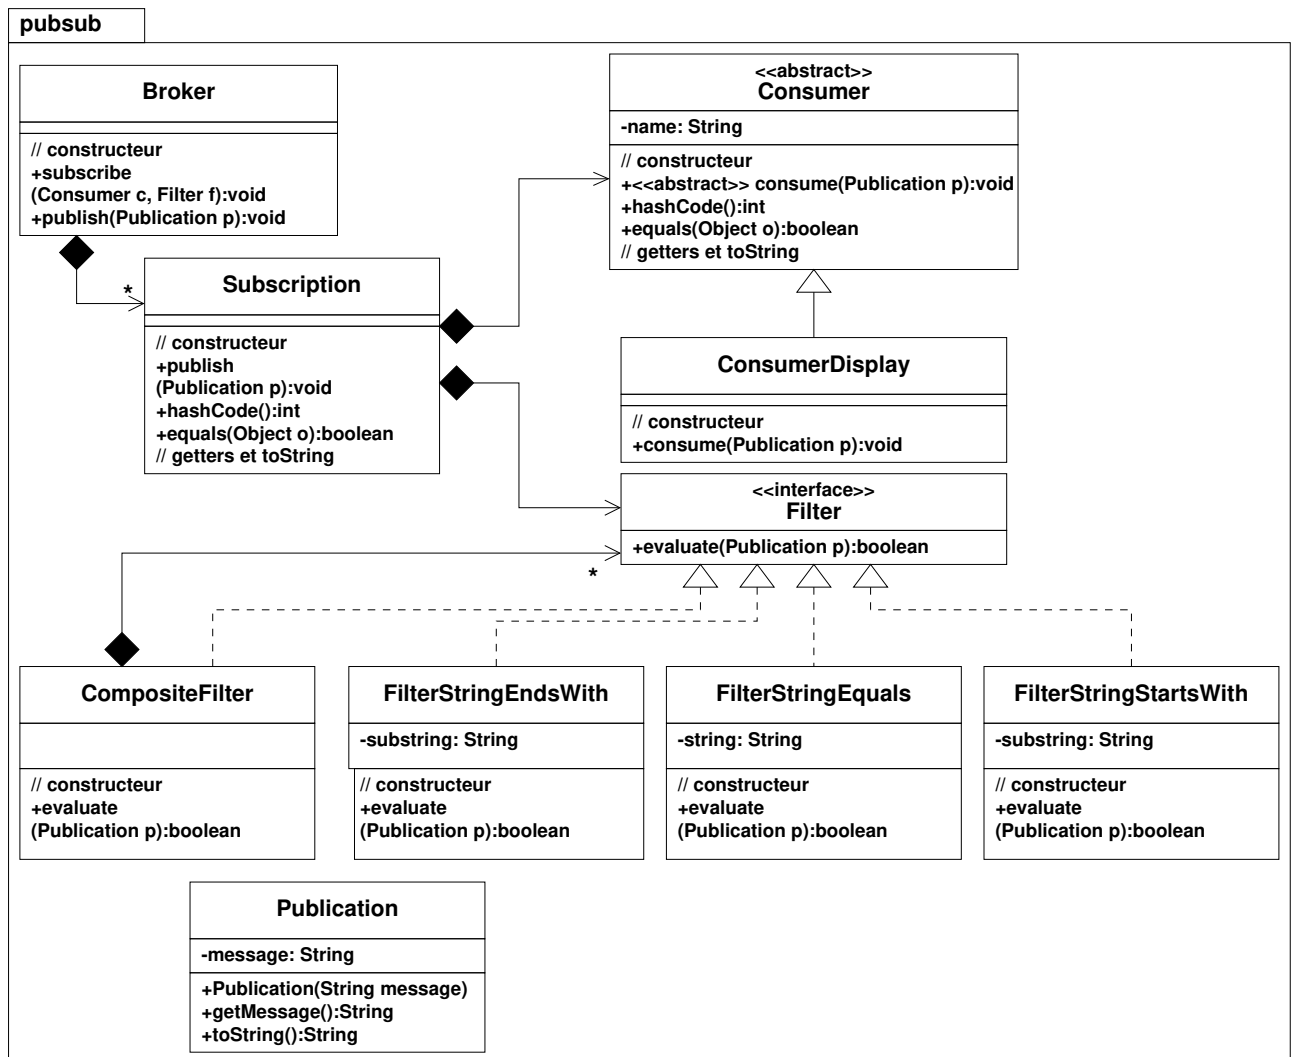 pubsub
Broker
// constructeur
+subscribe
(Consumer c, Filter f):void
+publish(Publication p):void
<<abstract>>
Consumer
-name: String
// constructeur
+<<abstract>> consume(Publication p):void
+hashCode():int
+equals(Object o):boolean
// getters et toString
*
Subscription
// constructeur
+publish
(Publication p):void
+hashCode():int
+equals(Object o):boolean
// getters et toString
ConsumerDisplay
// constructeur
+consume(Publication p):void
<<interface>>
Filter
+evaluate(Publication p):boolean
*
CompositeFilter
// constructeur
+evaluate
(Publication p):boolean
FilterStringEndsWith
-substring: String
// constructeur
+evaluate
(Publication p):boolean
FilterStringEquals
-string: String
// constructeur
+evaluate
(Publication p):boolean
FilterStringStartsWith
-substring: String
// constructeur
+evaluate
(Publication p):boolean
Publication
-message: String
+Publication(String message)
+getMessage():String
+toString():String